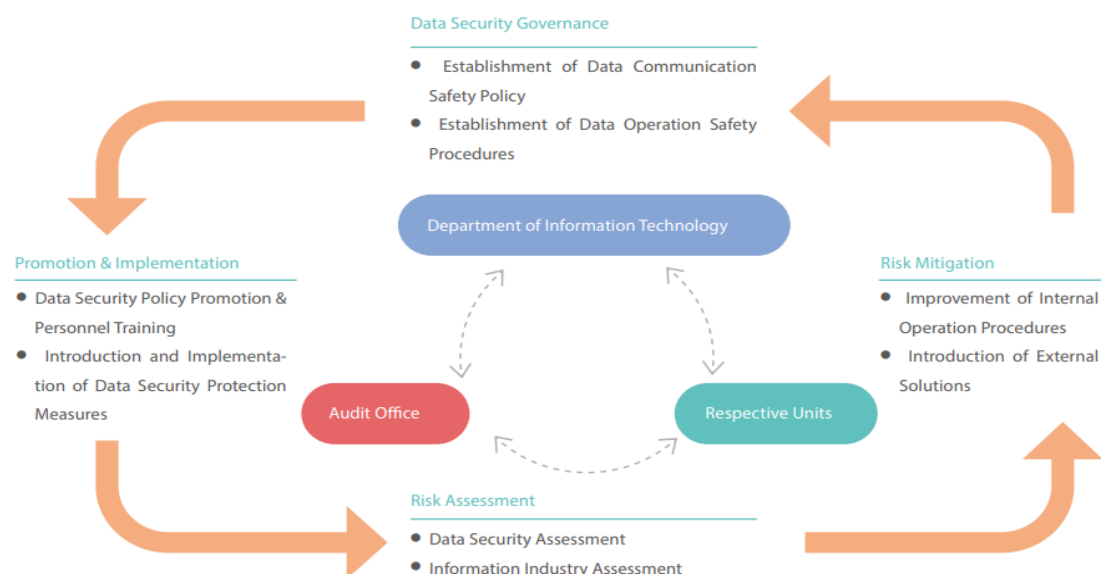 Data Security Governance
● Establishment of Data Communication
Safety Policy
● Establishment of Data Operation Safety
Procedures
Department of Information Technology
Promotion & Implementation
● Data Security Policy Promotion &
Personnel Training
● Introduction and Implementa-
tion of Data Security Protection
Measures
Risk Mitigation
● Improvement of Internal
Operation Procedures
● Introduction of External
Solutions
Audit Office
Respective Units
Risk Assessment
● Data Security Assessment
● Information Industry Assessment